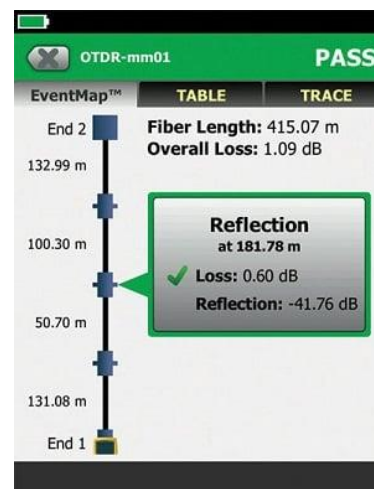 OTDR-mm01
PASS
EventMap™
TABLE
TRACE
End 2
Fiber Length: 415.07 m
Overall Loss: 1.09 dB
132.99 m
100.30 m
Reflection
at 181.78 m
Loss: 0.60 dB
Reflection: -41.76 dB
50.70 m
131.08 m
End 1